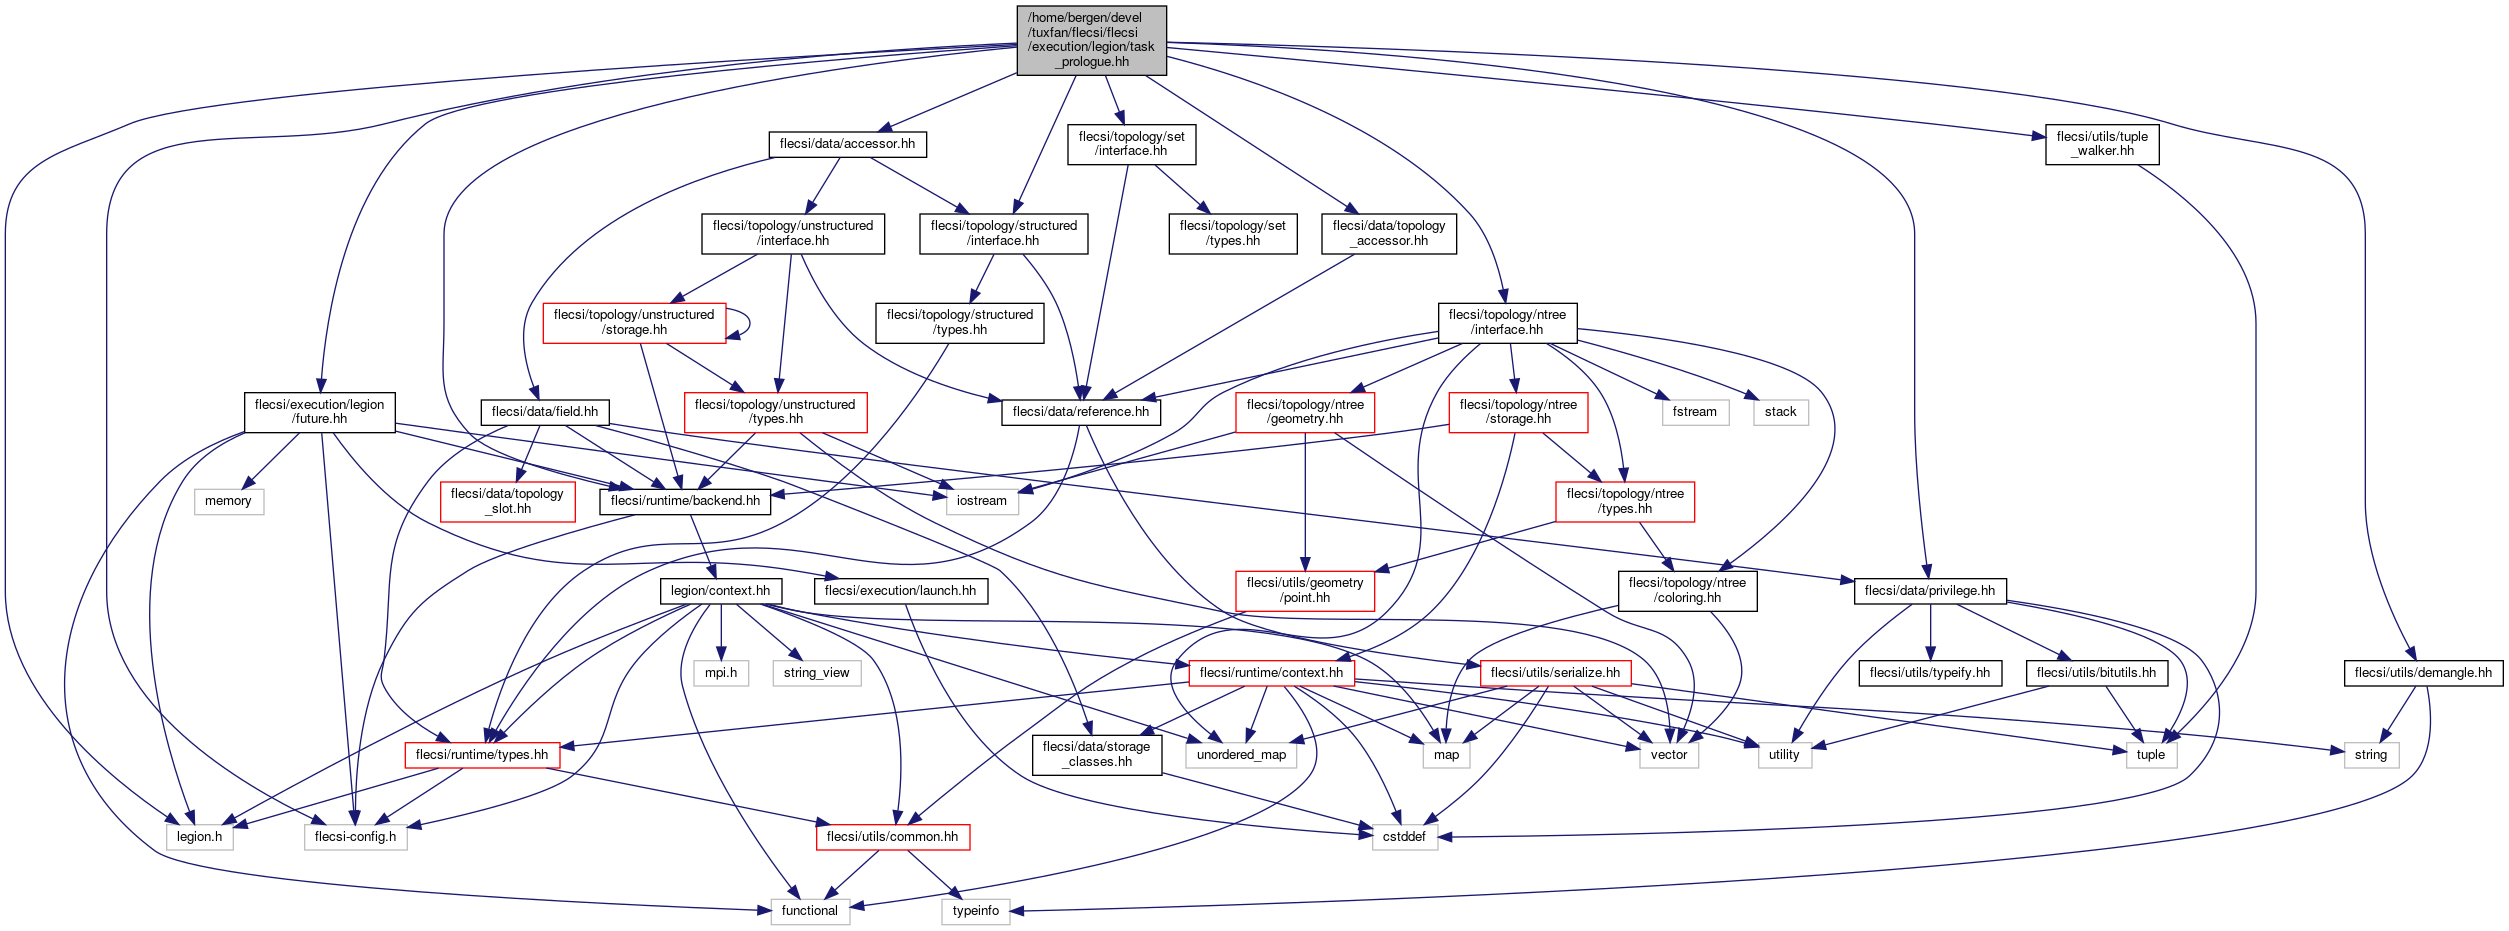 /home/bergen/devel
/tuxfan/flecsi/flecsi
/execution/legion/task
_prologue.hh
flecsi/data/accessor.hh
flecsi/topology/set
/interface.hh
flecsi/utils/tuple
_walker.hh
flecsi/topology/unstructured
/interface.hh
flecsi/topology/structured
/interface.hh
flecsi/topology/set
/types.hh
flecsi/data/topology
_accessor.hh
flecsi/topology/unstructured
/storage.hh
flecsi/topology/structured
/types.hh
flecsi/topology/ntree
/interface.hh
flecsi/execution/legion
/future.hh
flecsi/data/field.hh
flecsi/topology/unstructured
/types.hh
flecsi/data/reference.hh
flecsi/topology/ntree
/geometry.hh
flecsi/topology/ntree
/storage.hh
fstream
stack
memory
flecsi/data/topology
_slot.hh
flecsi/runtime/backend.hh
iostream
flecsi/topology/ntree
/types.hh
legion/context.hh
flecsi/execution/launch.hh
flecsi/utils/geometry
/point.hh
flecsi/topology/ntree
/coloring.hh
flecsi/data/privilege.hh
mpi.h
string_view
flecsi/runtime/context.hh
flecsi/utils/serialize.hh
flecsi/utils/typeify.hh
flecsi/utils/bitutils.hh
flecsi/utils/demangle.hh
flecsi/runtime/types.hh
flecsi/data/storage
_classes.hh
unordered_map
map
vector
utility
tuple
string
legion.h
flecsi-config.h
flecsi/utils/common.hh
cstddef
functional
typeinfo